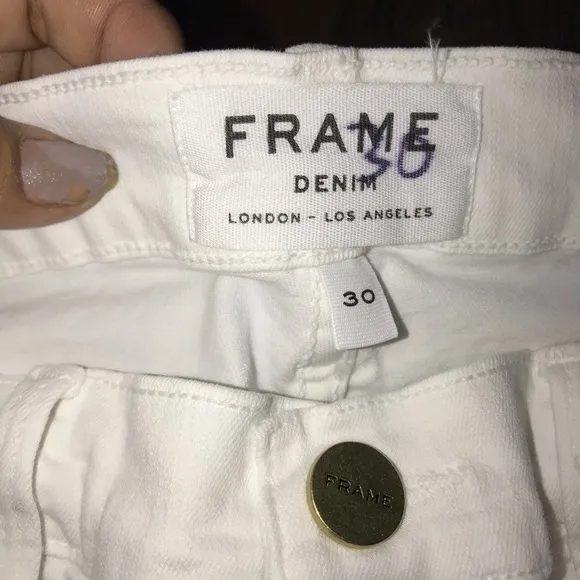 FRAME
30
DENIM
LONDON - LOS ANGELES
30
FRAME